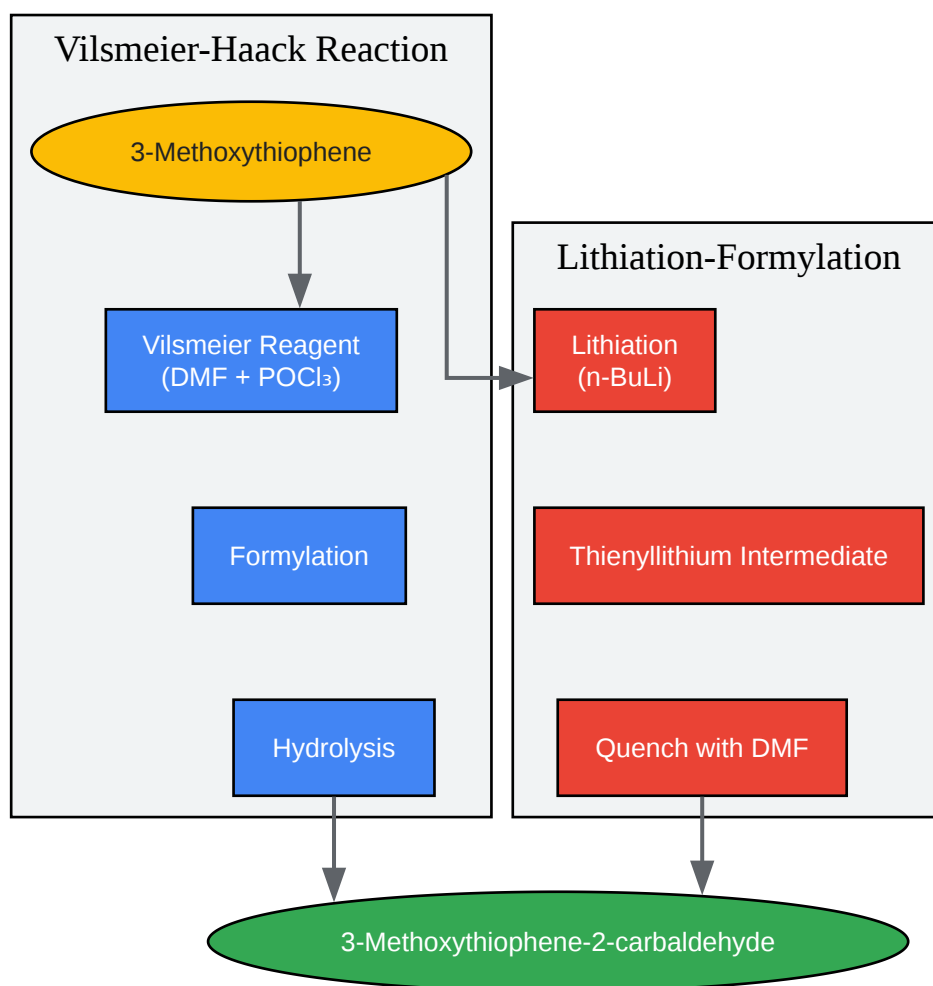 Vilsmeier-Haack Reaction
3-Methoxythiophene
Vilsmeier Reagent
(DMF + POCl₃)
Formylation
Hydrolysis
Lithiation-Formylation
Lithiation
(n-BuLi)
Thienyllithium Intermediate
Quench with DMF
3-Methoxythiophene-2-carbaldehyde